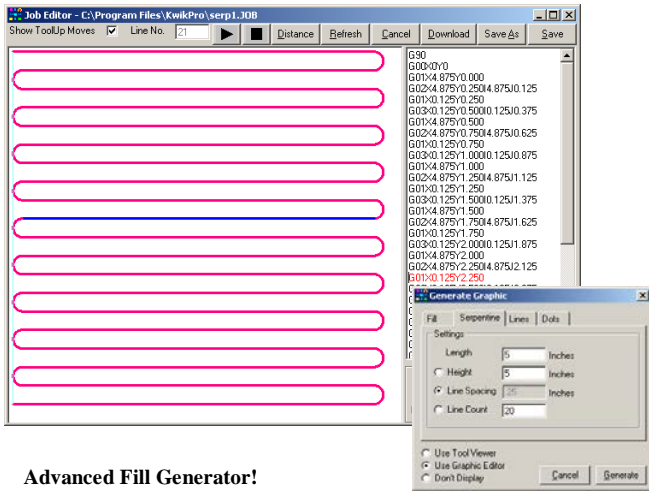 Job Editor - C:\Program Files\KwikPro\serp1.JOB
Show ToolUp Moves Line No. 21 Distance Refresh Cancel Download Save As Save
G90
G00X0Y0
G01X4.875Y0.000
G02X4.875Y0.250I4.875J0.125
G01X0.125Y0.250
G03X0.125Y0.500I0.125J0.375
G01X4.875Y0.500
G02X4.875Y0.750I4.875J0.625
G01X0.125Y0.750
G03X0.125Y1.000I0.125J0.875
G01X4.875Y1.000
G02X4.875Y1.250I4.875J1.125
G01X0.125Y1.250
G03X0.125Y1.500I0.125J1.375
G01X4.875Y1.500
G02X4.875Y1.750I4.875J1.625
G01X0.125Y1.750
G03X0.125Y2.000I0.125J1.875
G01X4.875Y2.000
G02X4.875Y2.250I4.875J2.125
G01X0.125Y2.250
Generate Graphic
Fill Serpentine Lines Dots
Settings
Length 5 Inches
Height 5 Inches
Line Spacing .25 Inches
Line Count 20
Use Tool Viewer
Use Graphic Editor
Don't Display
Cancel Generate
Advanced Fill Generator!